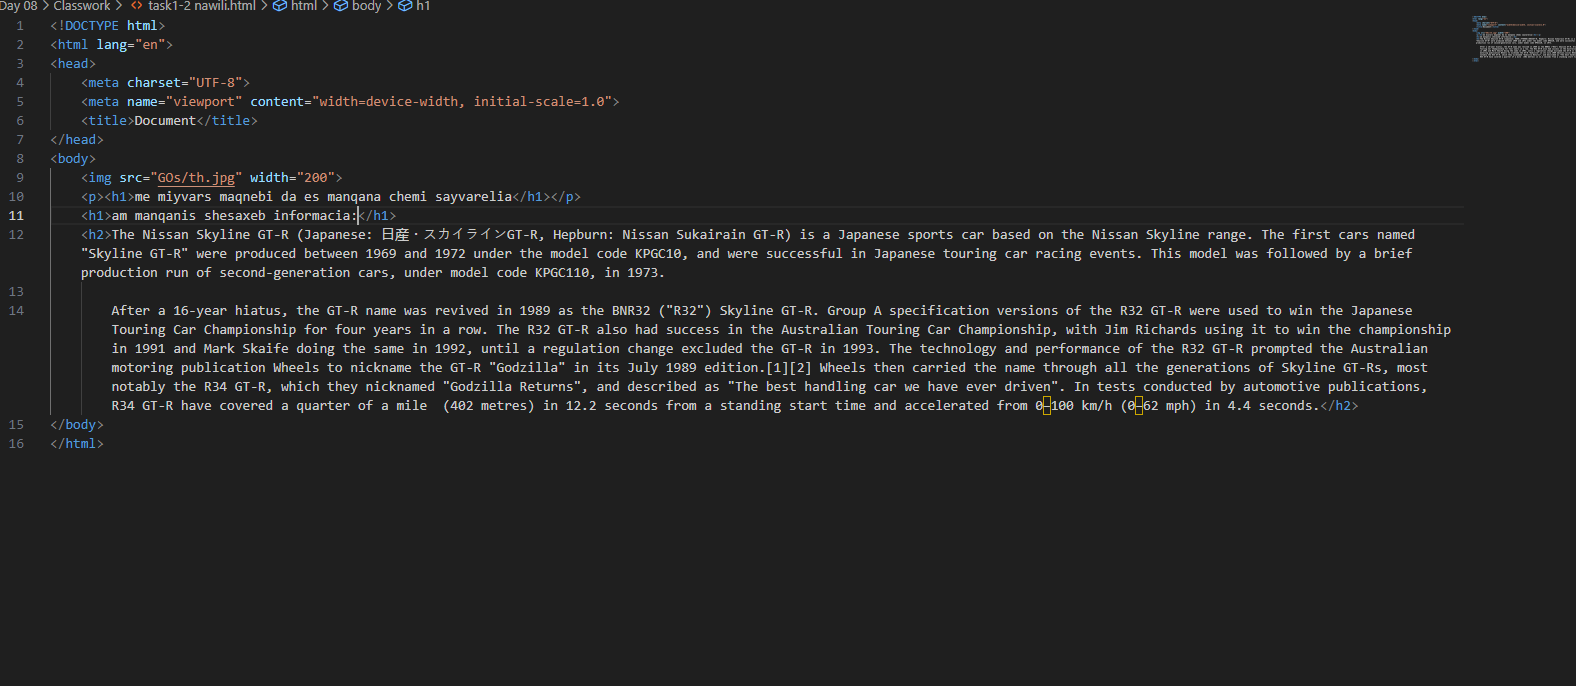 Day 08 > Classwork > <> task1-2 nawili.html > html > body > h1
1 <!DOCTYPE html>
2 <html lang="en">
3 <head>
4 <meta charset="UTF-8">
5 <meta name="viewport" content="width=device-width, initial-scale=1.0">
6 <title>Document</title>
7 </head>
8 <body>
9 <img src="GOs/th.jpg" width="200">
10 <p><h1>me miyvars maqnebi da es manqana chemi sayvarelia</h1></p>
11 <h1>am manqanis shesaxeb informacia:</h1>
12 <h2>The Nissan Skyline GT-R (Japanese: 日産・スカイラインGT-R, Hepburn: Nissan Sukairain GT-R) is a Japanese sports car based on the Nissan Skyline range. The first cars named
"Skyline GT-R" were produced between 1969 and 1972 under the model code KPGC10, and were successful in Japanese touring car racing events. This model was followed by a brief
production run of second-generation cars, under model code KPGC110, in 1973.
13
14 After a 16-year hiatus, the GT-R name was revived in 1989 as the BNR32 ("R32") Skyline GT-R. Group A specification versions of the R32 GT-R were used to win the Japanese
Touring Car Championship for four years in a row. The R32 GT-R also had success in the Australian Touring Car Championship, with Jim Richards using it to win the championship
in 1991 and Mark Skaife doing the same in 1992, until a regulation change excluded the GT-R in 1993. The technology and performance of the R32 GT-R prompted the Australian
motoring publication Wheels to nickname the GT-R "Godzilla" in its July 1989 edition.[1][2] Wheels then carried the name through all the generations of Skyline GT-Rs, most
notably the R34 GT-R, which they nicknamed "Godzilla Returns", and described as "The best handling car we have ever driven". In tests conducted by automotive publications,
R34 GT-R have covered a quarter of a mile  (402 metres) in 12.2 seconds from a standing start time and accelerated from 0–100 km/h (0–62 mph) in 4.4 seconds.</h2>
15 </body>
16 </html>